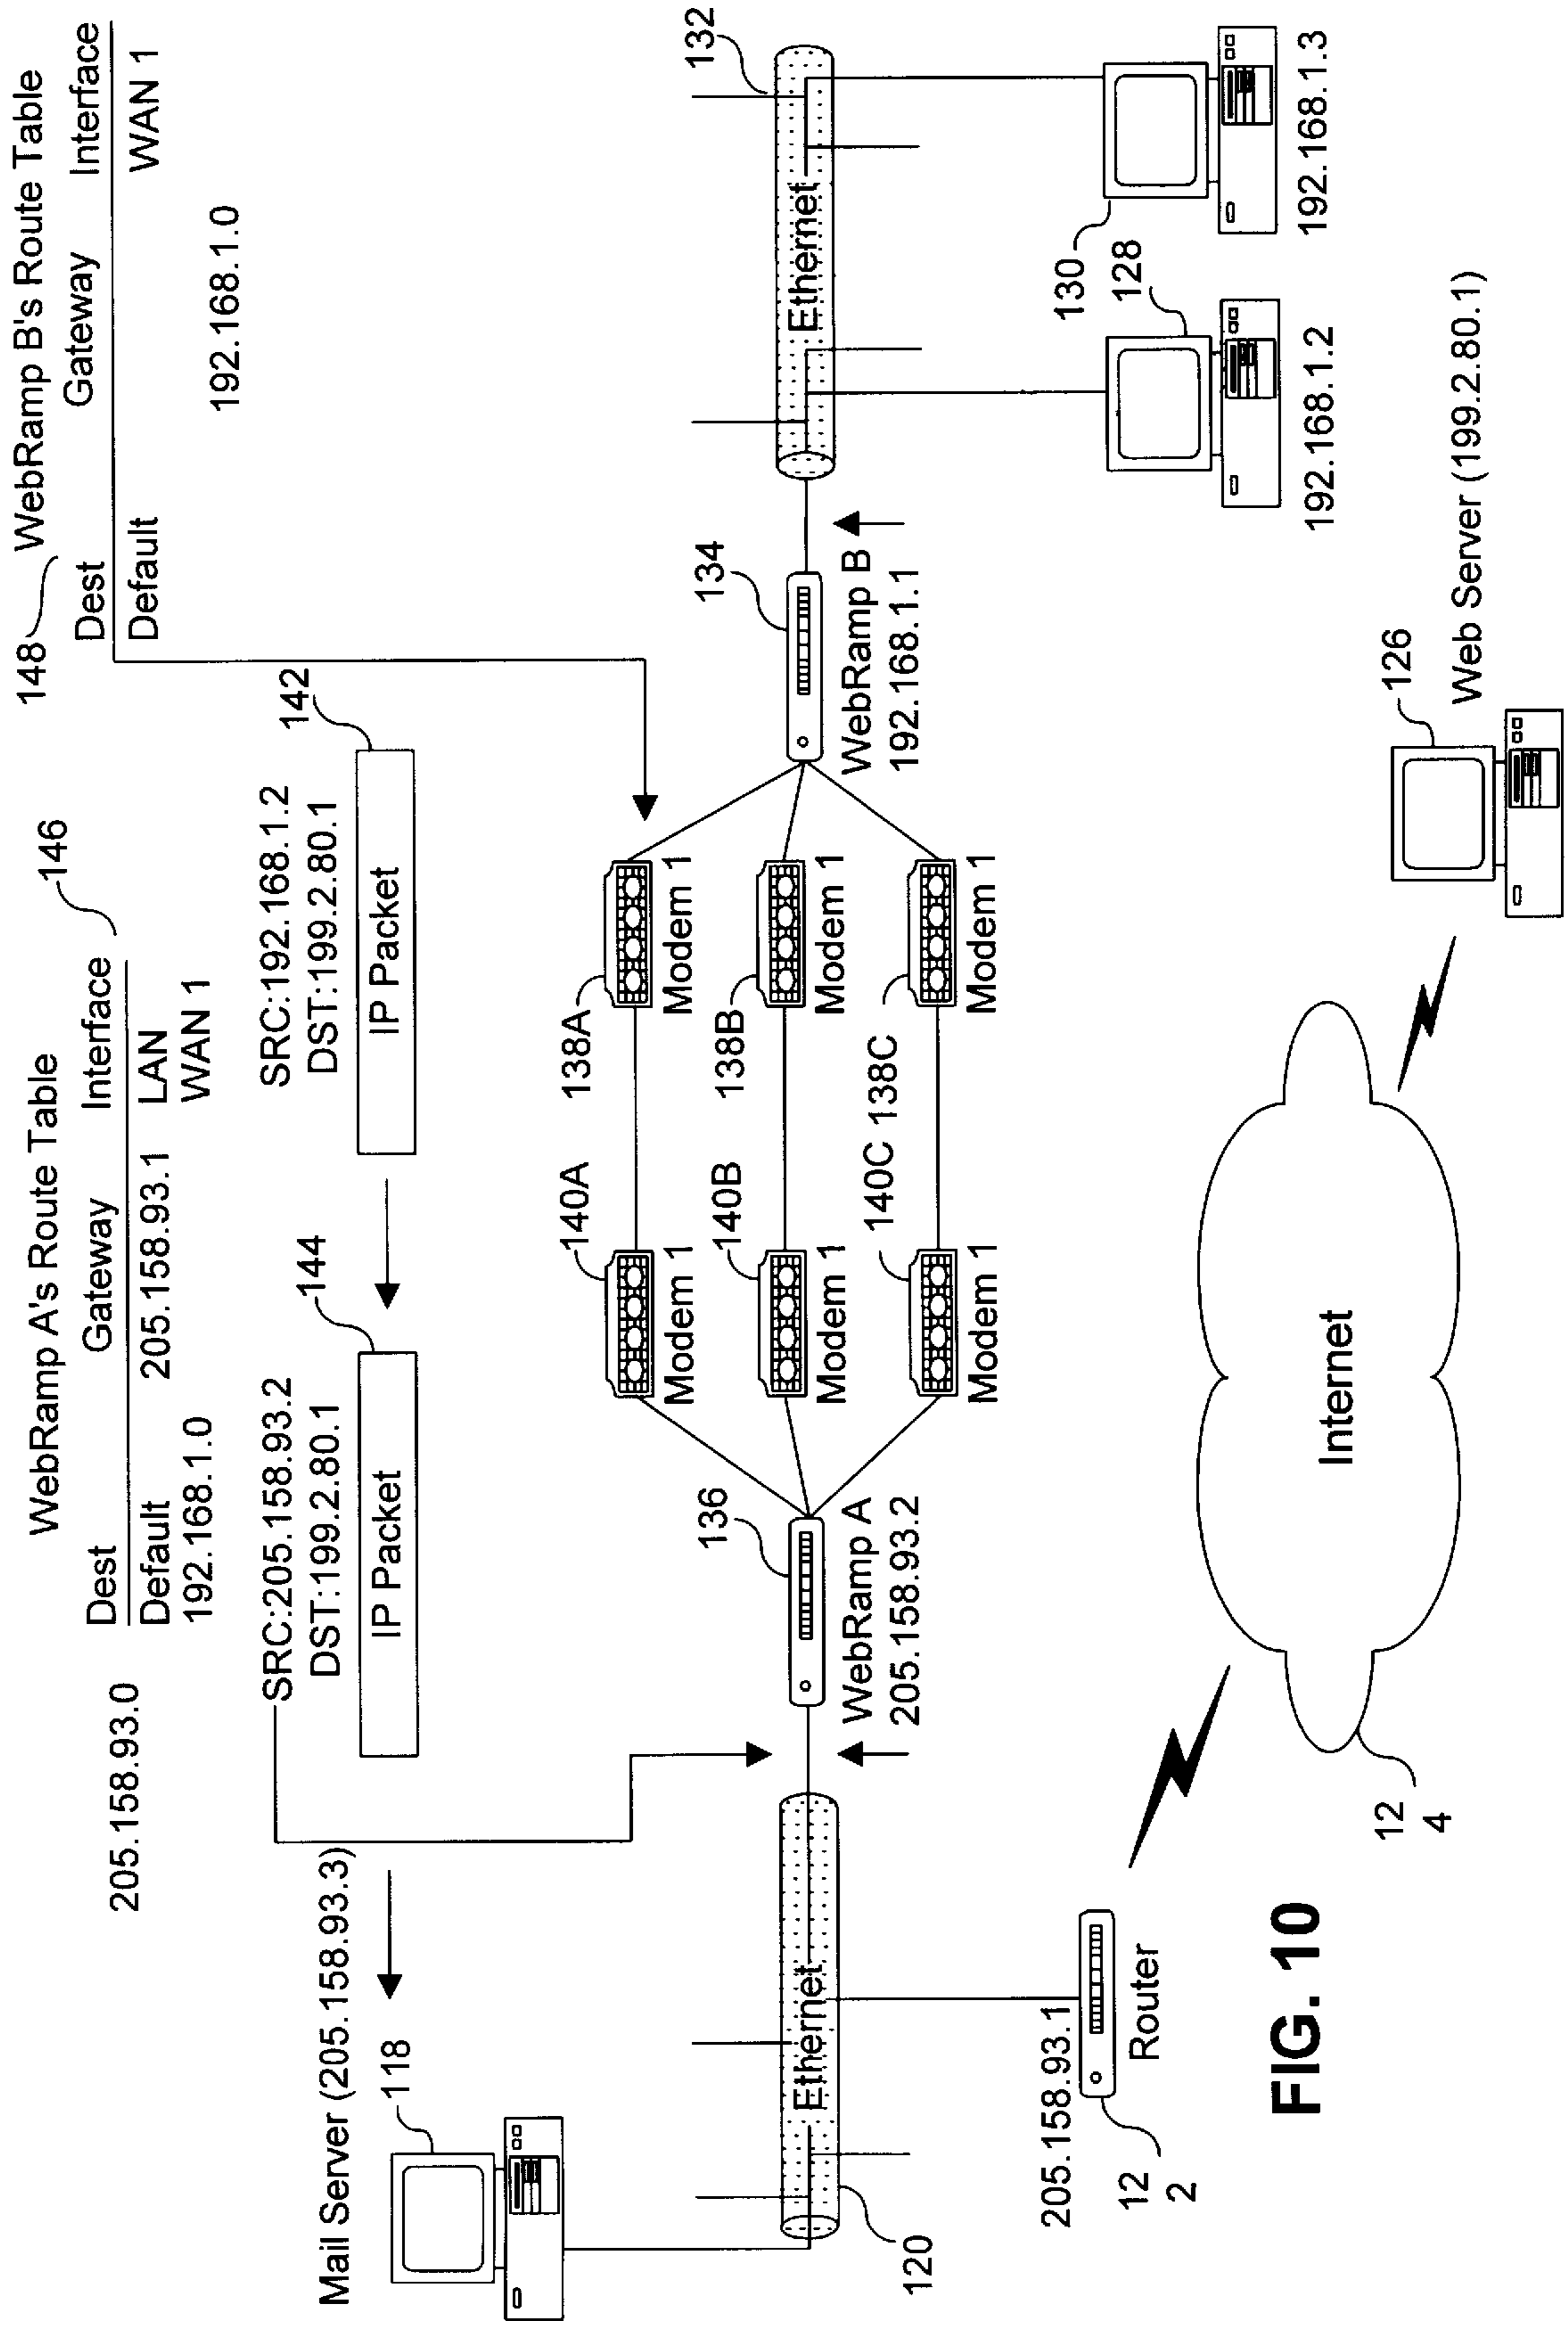 WebRamp A's Route Table
Dest Gateway Interface
146
Default 205.158.93.1 LAN
192.168.1.0 WAN 1
205.158.93.0
148
WebRamp B's Route Table
Dest Gateway Interface
Default WAN 1
192.168.1.0
SRC:205.158.93.2
DST:199.2.80.1
144
IP Packet
SRC:192.168.1.2
DST:199.2.80.1
142
IP Packet
Mail Server (205.158.93.3)
118
140A
138A
Modem 1
Modem 1
140B
138B
Modem 1
Modem 1
140C
138C
Modem 1
Modem 1
136
134
132
Ethernet
Ethernet
WebRamp A
205.158.93.2
WebRamp B
192.168.1.1
120
205.158.93.1
Router
12
2
130
128
192.168.1.2
192.168.1.3
Internet
12
4
126
Web Server (199.2.80.1)
FIG. 10